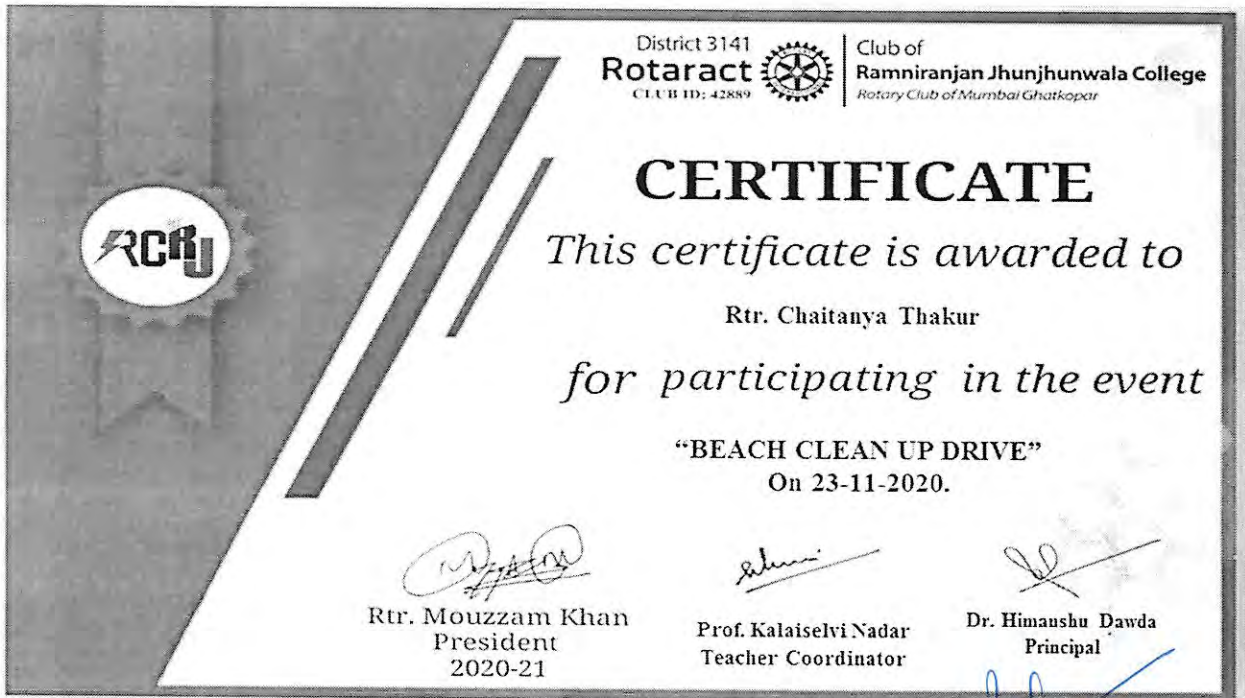 District 3141
Rotaract
CLUB ID: 42889
Club of
Ramniranjan Jhunjhunwala College
Rotary Club of Mumbai Ghatkopar
RCRJ
CERTIFICATE
This certificate is awarded to
Rtr. Chaitanya Thakur
for participating in the event
“BEACH CLEAN UP DRIVE”
On 23-11-2020.
Rtr. Mouzzam Khan
President
2020-21
Prof. Kalaiselvi Nadar
Teacher Coordinator
Dr. Himanshu Dawda
Principal